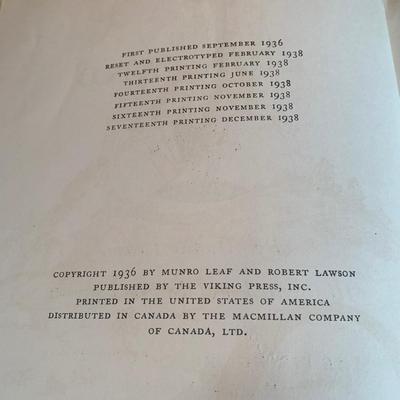 FIRST PUBLISHED SEPTEMBER 1936
RESET AND ELECTROTYPED FEBRUARY 1938
TWELFTH PRINTING FEBRUARY 1938
THIRTEENTH PRINTING JUNE 1938
FOURTEENTH PRINTING OCTOBER 1938
FIFTEENTH PRINTING NOVEMBER 1938
SIXTEENTH PRINTING NOVEMBER 1938
SEVENTEENTH PRINTING DECEMBER 1938
COPYRIGHT 1936 BY MUNRO LEAF AND ROBERT LAWSON
PUBLISHED BY THE VIKING PRESS, INC.
PRINTED IN THE UNITED STATES OF AMERICA
DISTRIBUTED IN CANADA BY THE MACMILLAN COMPANY
OF CANADA, LTD.